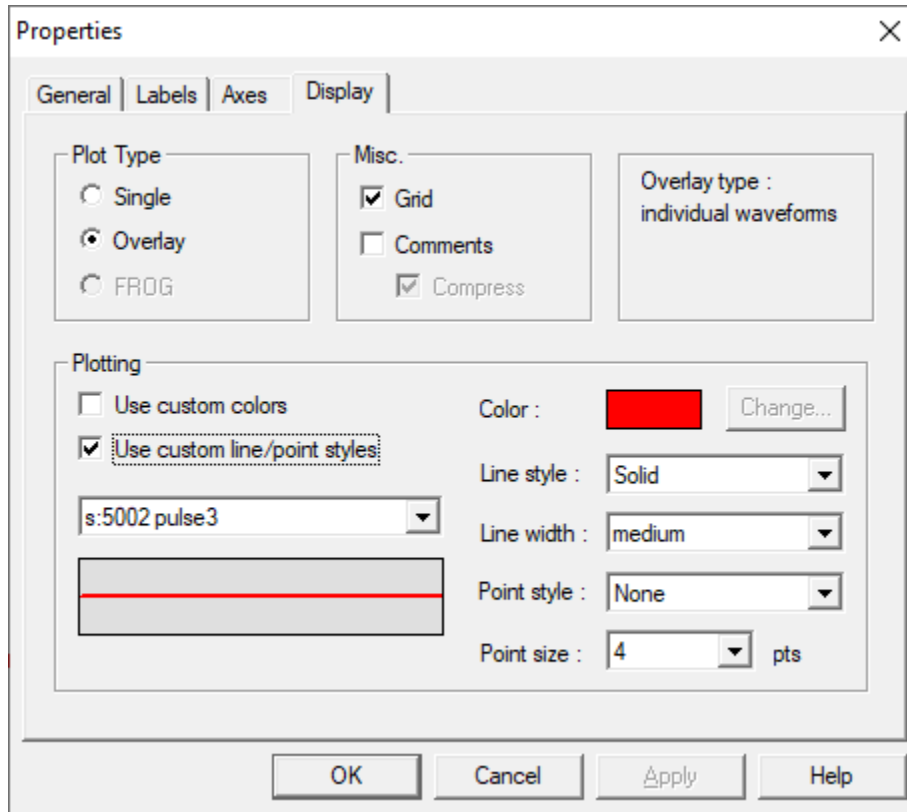 Properties
General
Labels
Axes
Display
Plot Type
Single
Overlay
FROG
Misc.
Grid
Comments
Compress
Overlay type :
individual waveforms
Plotting
Use custom colors
Use custom line/point styles
s:5002 pulse3
Color :
Change...
Line style :
Solid
Line width :
medium
Point style :
None
Point size :
4
pts
OK
Cancel
Apply
Help